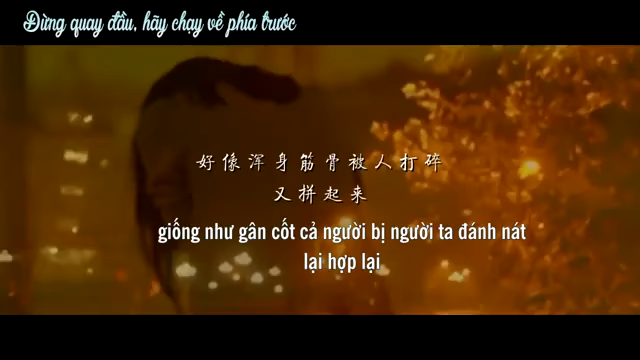 Đừng quay đầu, hãy chạy về phía trước
好像浑身筋骨被人打碎
又拼起来
giống như gân cốt cả người bị người ta đánh nát
lại hợp lại